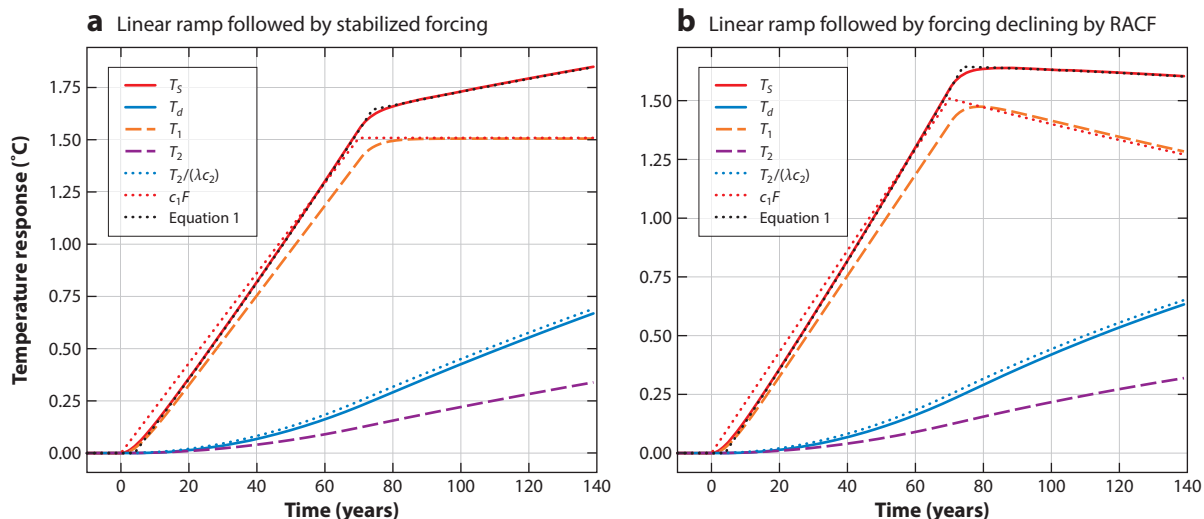 a Linear ramp followed by stabilized forcing
Temperature response (˚C)
1.75
1.50
1.25
1.00
0.75
0.50
0.25
0.00
T_s
T_d
T_1
T_2
T_2/(λc_2)
c_1F
Equation 1
0 20 40 60 80 100 120 140
Time (years)
b Linear ramp followed by forcing declining by RACF
1.50
1.25
1.00
0.75
0.50
0.25
0.00
T_s
T_d
T_1
T_2
T_2/(λc_2)
c_1F
Equation 1
0 20 40 60 80 100 120 140
Time (years)